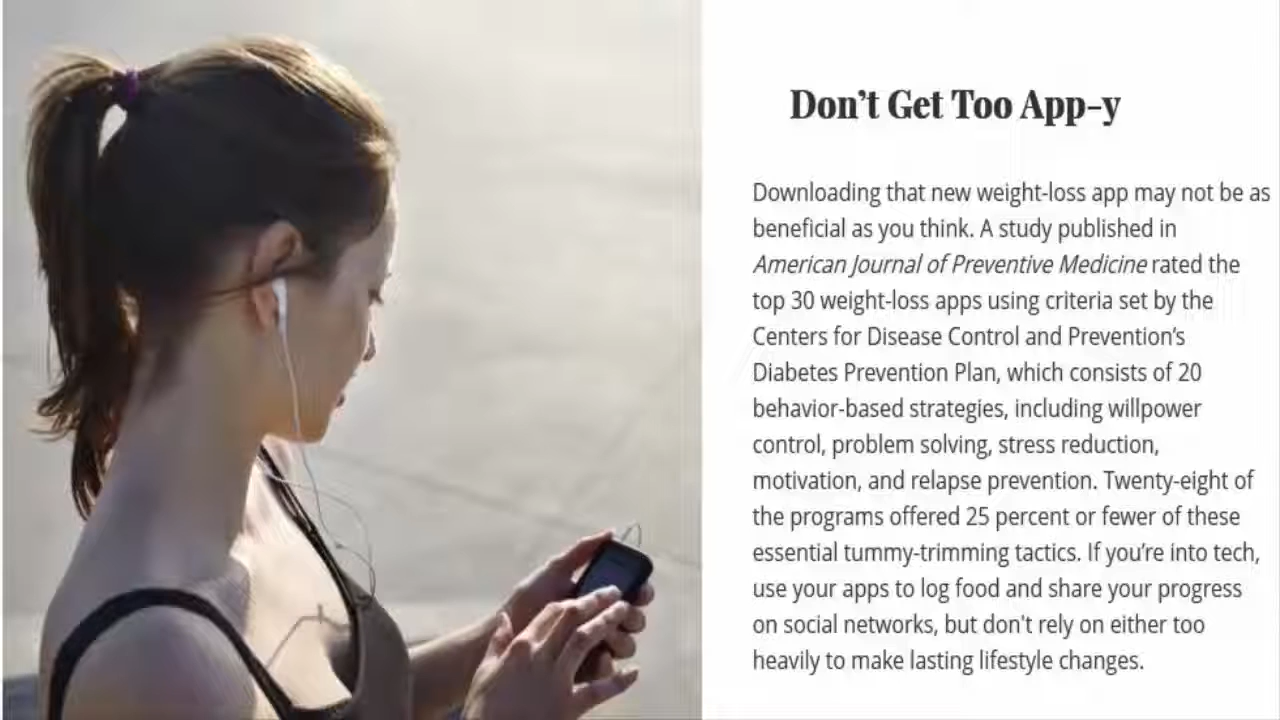 Don’t Get Too App-y
Downloading that new weight-loss app may not be as
beneficial as you think. A study published in
American Journal of Preventive Medicine rated the
top 30 weight-loss apps using criteria set by the
Centers for Disease Control and Prevention’s
Diabetes Prevention Plan, which consists of 20
behavior-based strategies, including willpower
control, problem solving, stress reduction,
motivation, and relapse prevention. Twenty-eight of
the programs offered 25 percent or fewer of these
essential tummy-trimming tactics. If you’re into tech,
use your apps to log food and share your progress
on social networks, but don't rely on either too
heavily to make lasting lifestyle changes.